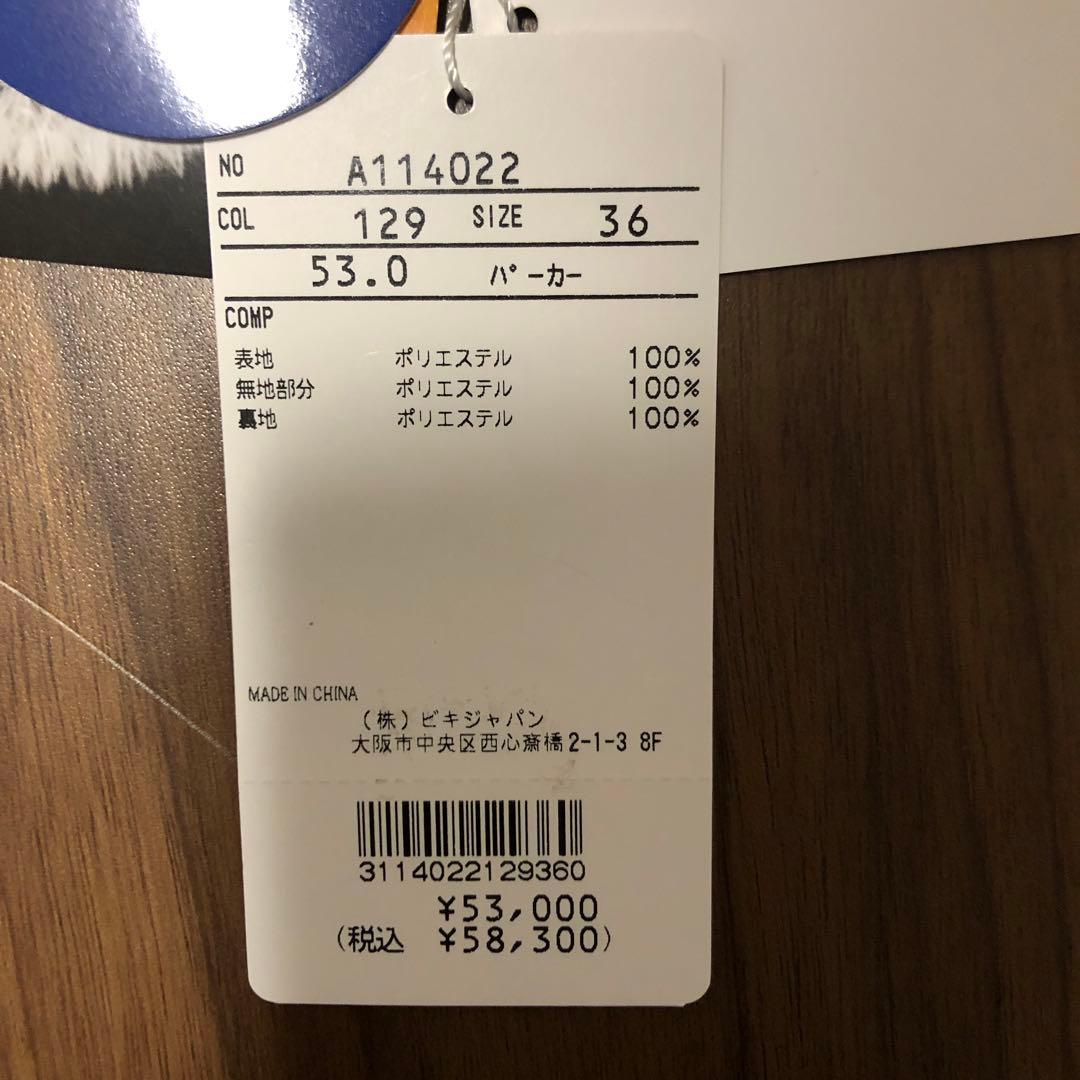 NO A114022
COL 129 SIZE 36
53.0 パーカー
COMP
表地 ポリエステル 100%
無地部分 ポリエステル 100%
裏地 ポリエステル 100%
MADE IN CHINA
(株)ビキジャパン
大阪市中央区西心斎橋2-1-3 8F
3114022129360
¥53,000
(税込 ¥58,300)